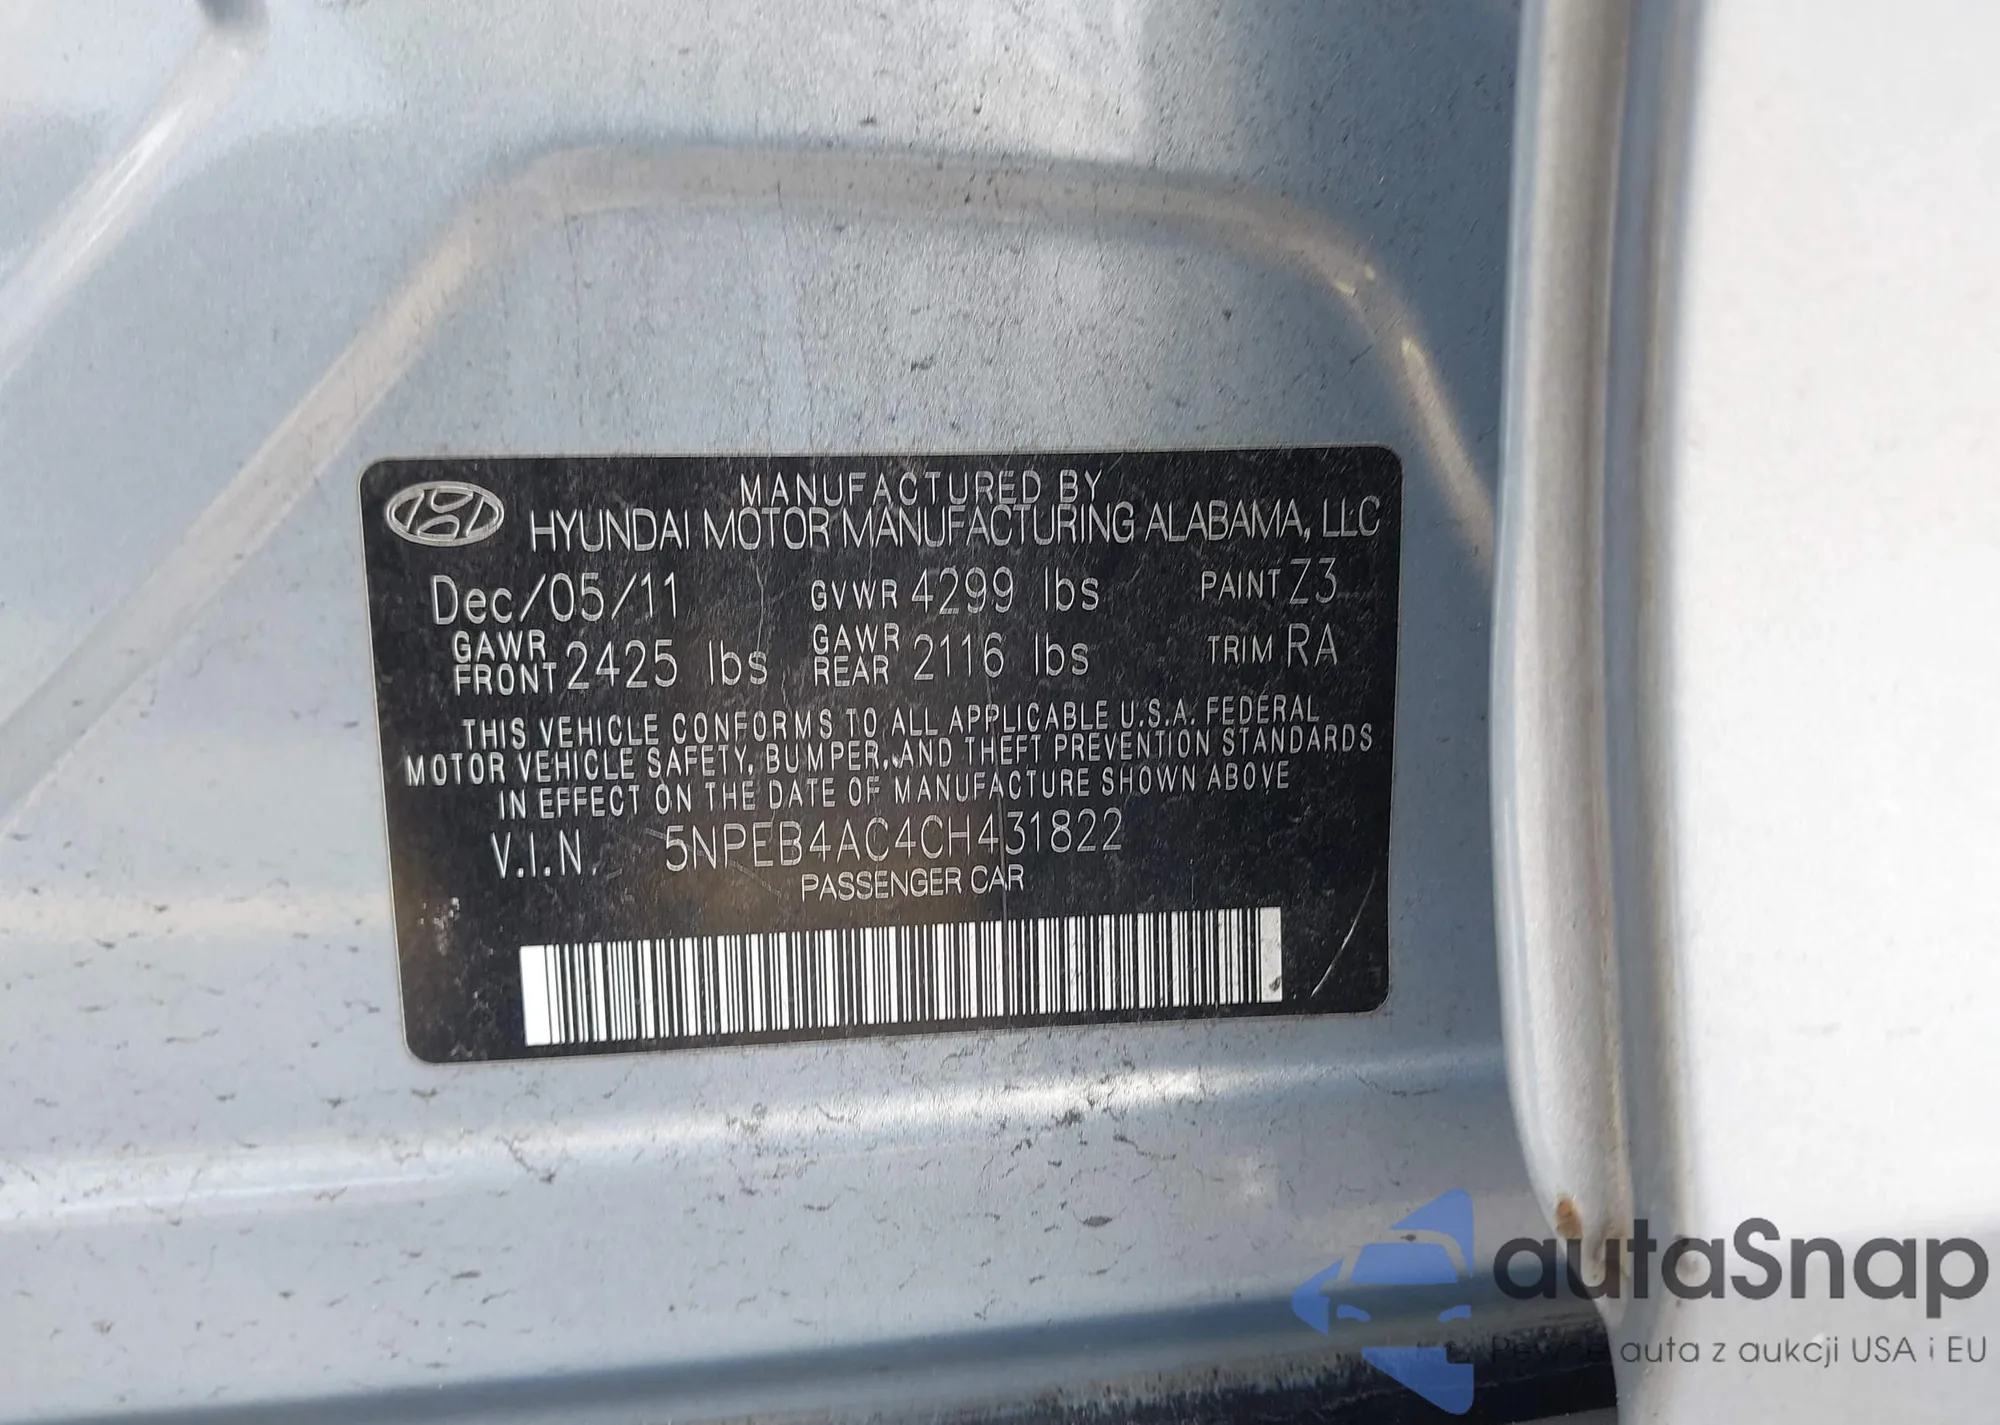 MANUFACTURED BY
HYUNDAI MOTOR MANUFACTURING ALABAMA, LLC
Dec/05/11 GVWR 4299 lbs PAINT Z3
GAWR FRONT 2425 lbs GAWR REAR 2116 lbs TRIM RA
THIS VEHICLE CONFORMS TO ALL APPLICABLE U.S.A. FEDERAL
MOTOR VEHICLE SAFETY, BUMPER, AND THEFT PREVENTION STANDARDS
IN EFFECT ON THE DATE OF MANUFACTURE SHOWN ABOVE
V.I.N. 5NPEB4AC4CH431822
PASSENGER CAR
autaSnap
auta z aukcji USA i EU